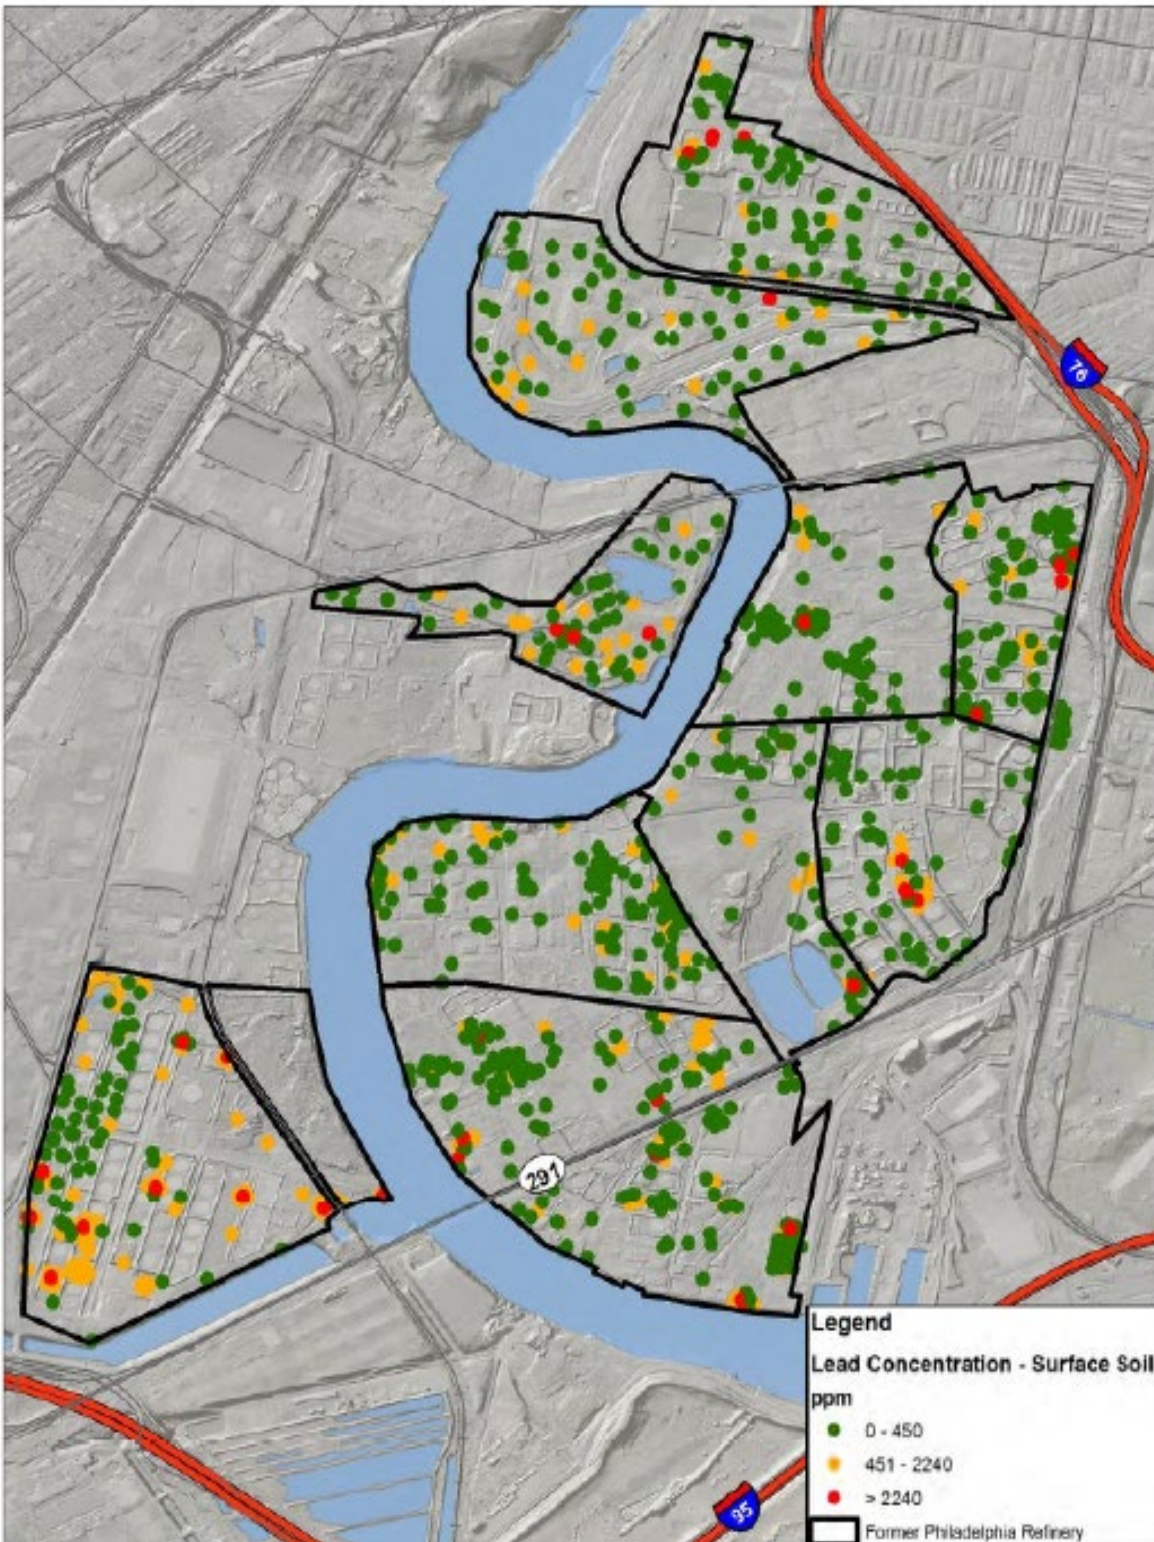 76
291
Legend
Lead Concentration - Surface Soil
ppm
0 - 450
451 - 2240
> 2240
Former Philadelphia Refinery
95